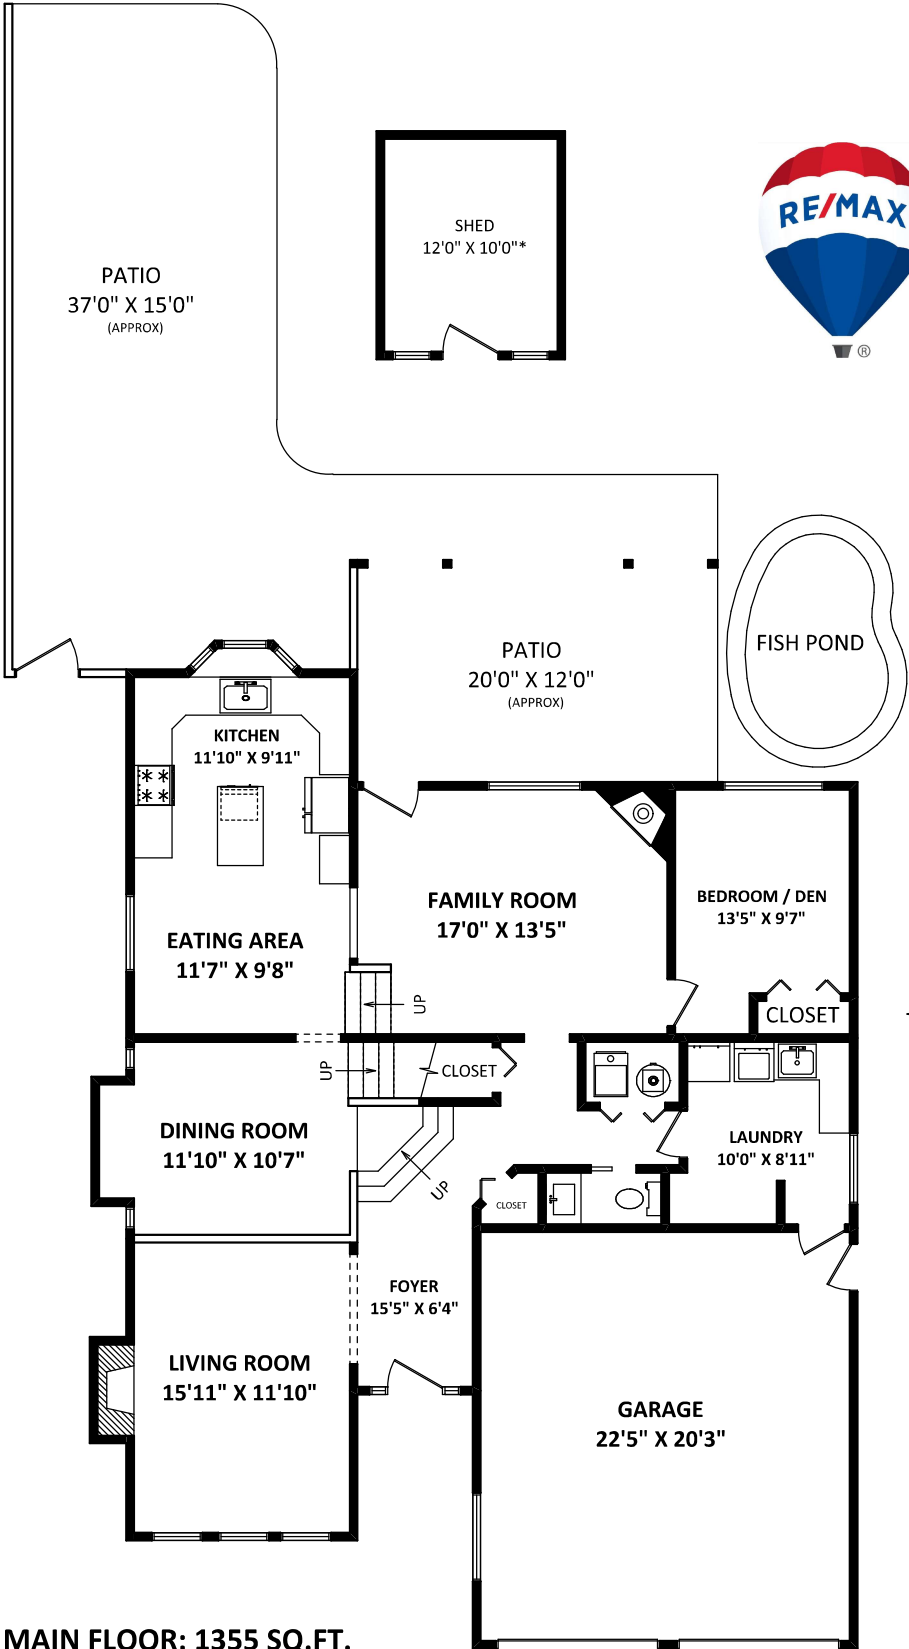 SHED
12'0" X 10'0"*
RE/MAX
®
PATIO
37'0" X 15'0"
(APPROX)
FISH POND
PATIO
20'0" X 12'0"
(APPROX)
KITCHEN
11'10" X 9'11"
FAMILY ROOM
17'0" X 13'5"
BEDROOM / DEN
13'5" X 9'7"
EATING AREA
11'7" X 9'8"
UP
CLOSET
UP
CLOSET
DINING ROOM
11'10" X 10'7"
LAUNDRY
10'0" X 8'11"
UP
CLOSET
FOYER
15'5" X 6'4"
LIVING ROOM
15'11" X 11'10"
GARAGE
22'5" X 20'3"
MAIN FLOOR: 1355 SQ.FT.